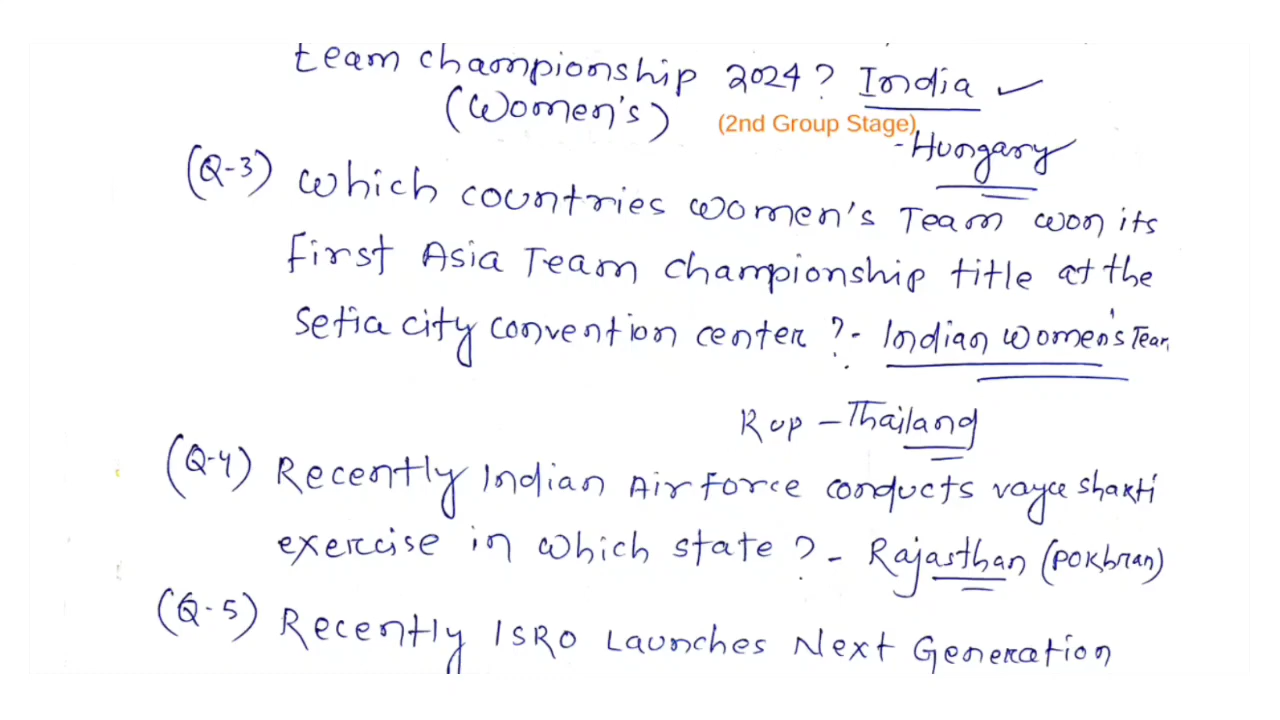 team championship 2024? India ✓
(Women's) (2nd Group Stage)
-Hungary
(Q-3) Which countries women's Team won its
first Asia Team championship title at the
Setia city convention center ?- Indian women's Team
Rup - Thailand
(Q-4) Recently Indian Air force conducts vayu shakti
exercise in which state ? - Rajasthan (Pokhran)
(Q-5) Recently ISRO Launches Next Generation